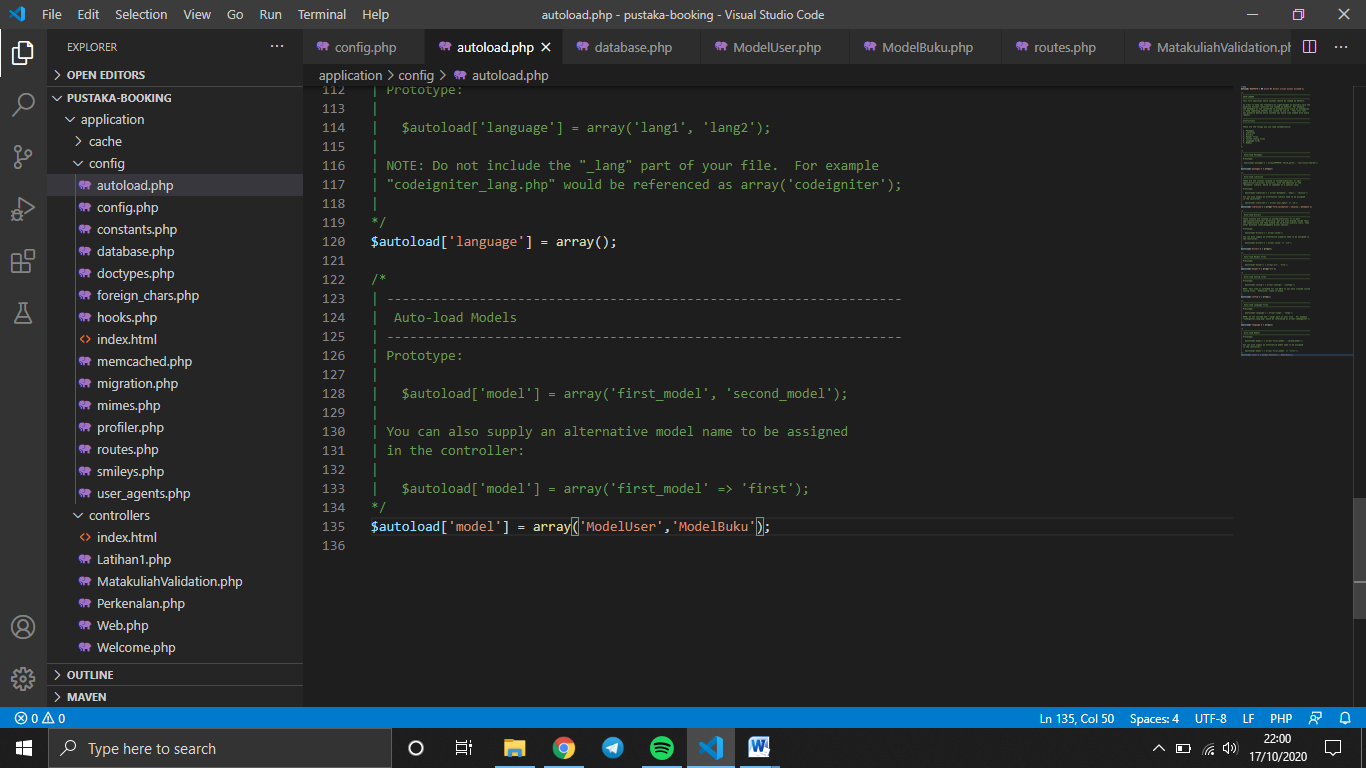 File Edit Selection View Go Run Terminal Help
autoload.php - pustaka-booking - Visual Studio Code
EXPLORER
OPEN EDITORS
PUSTAKA-BOOKING
application
cache
config
autoload.php
config.php
constants.php
database.php
doctypes.php
foreign_chars.php
hooks.php
index.html
memcached.php
migration.php
mimes.php
profiler.php
routes.php
smileys.php
user_agents.php
controllers
index.html
Latihan1.php
MatakuliahValidation.php
Perkenalan.php
Web.php
Welcome.php
OUTLINE
MAVEN
config.php autoload.php database.php ModelUser.php ModelBuku.php routes.php MatakuliahValidation.ph
application > config > autoload.php
112 | Prototype:
113 |
114 | $autoload['language'] = array('lang1', 'lang2');
115 |
116 | NOTE: Do not include the "_lang" part of your file. For example
117 | "codeigniter_lang.php" would be referenced as array('codeigniter');
118 |
119 */
120 $autoload['language'] = array();
121
122 /*
123 | -------------------------------------------------------------------
124 | Auto-load Models
125 | -------------------------------------------------------------------
126 | Prototype:
127 |
128 | $autoload['model'] = array('first_model', 'second_model');
129 |
130 | You can also supply an alternative model name to be assigned
131 | in the controller:
132 |
133 | $autoload['model'] = array('first_model' => 'first');
134 */
135 $autoload['model'] = array('ModelUser','ModelBuku');
136
0 0
Ln 135, Col 50 Spaces: 4 UTF-8 LF PHP
Type here to search
22:00
17/10/2020